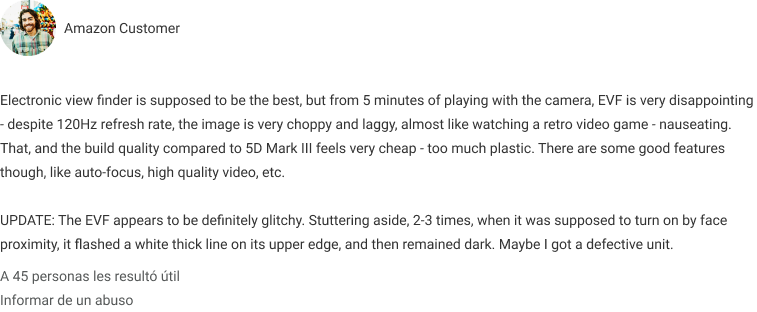 Amazon Customer
Electronic view finder is supposed to be the best, but from 5 minutes of playing with the camera, EVF is very disappointing
- despite 120Hz refresh rate, the image is very choppy and laggy, almost like watching a retro video game - nauseating.
That, and the build quality compared to 5D Mark III feels very cheap - too much plastic. There are some good features
though, like auto-focus, high quality video, etc.
UPDATE: The EVF appears to be definitely glitchy. Stuttering aside, 2-3 times, when it was supposed to turn on by face
proximity, it flashed a white thick line on its upper edge, and then remained dark. Maybe I got a defective unit.
A 45 personas les resultó útil
Informar de un abuso